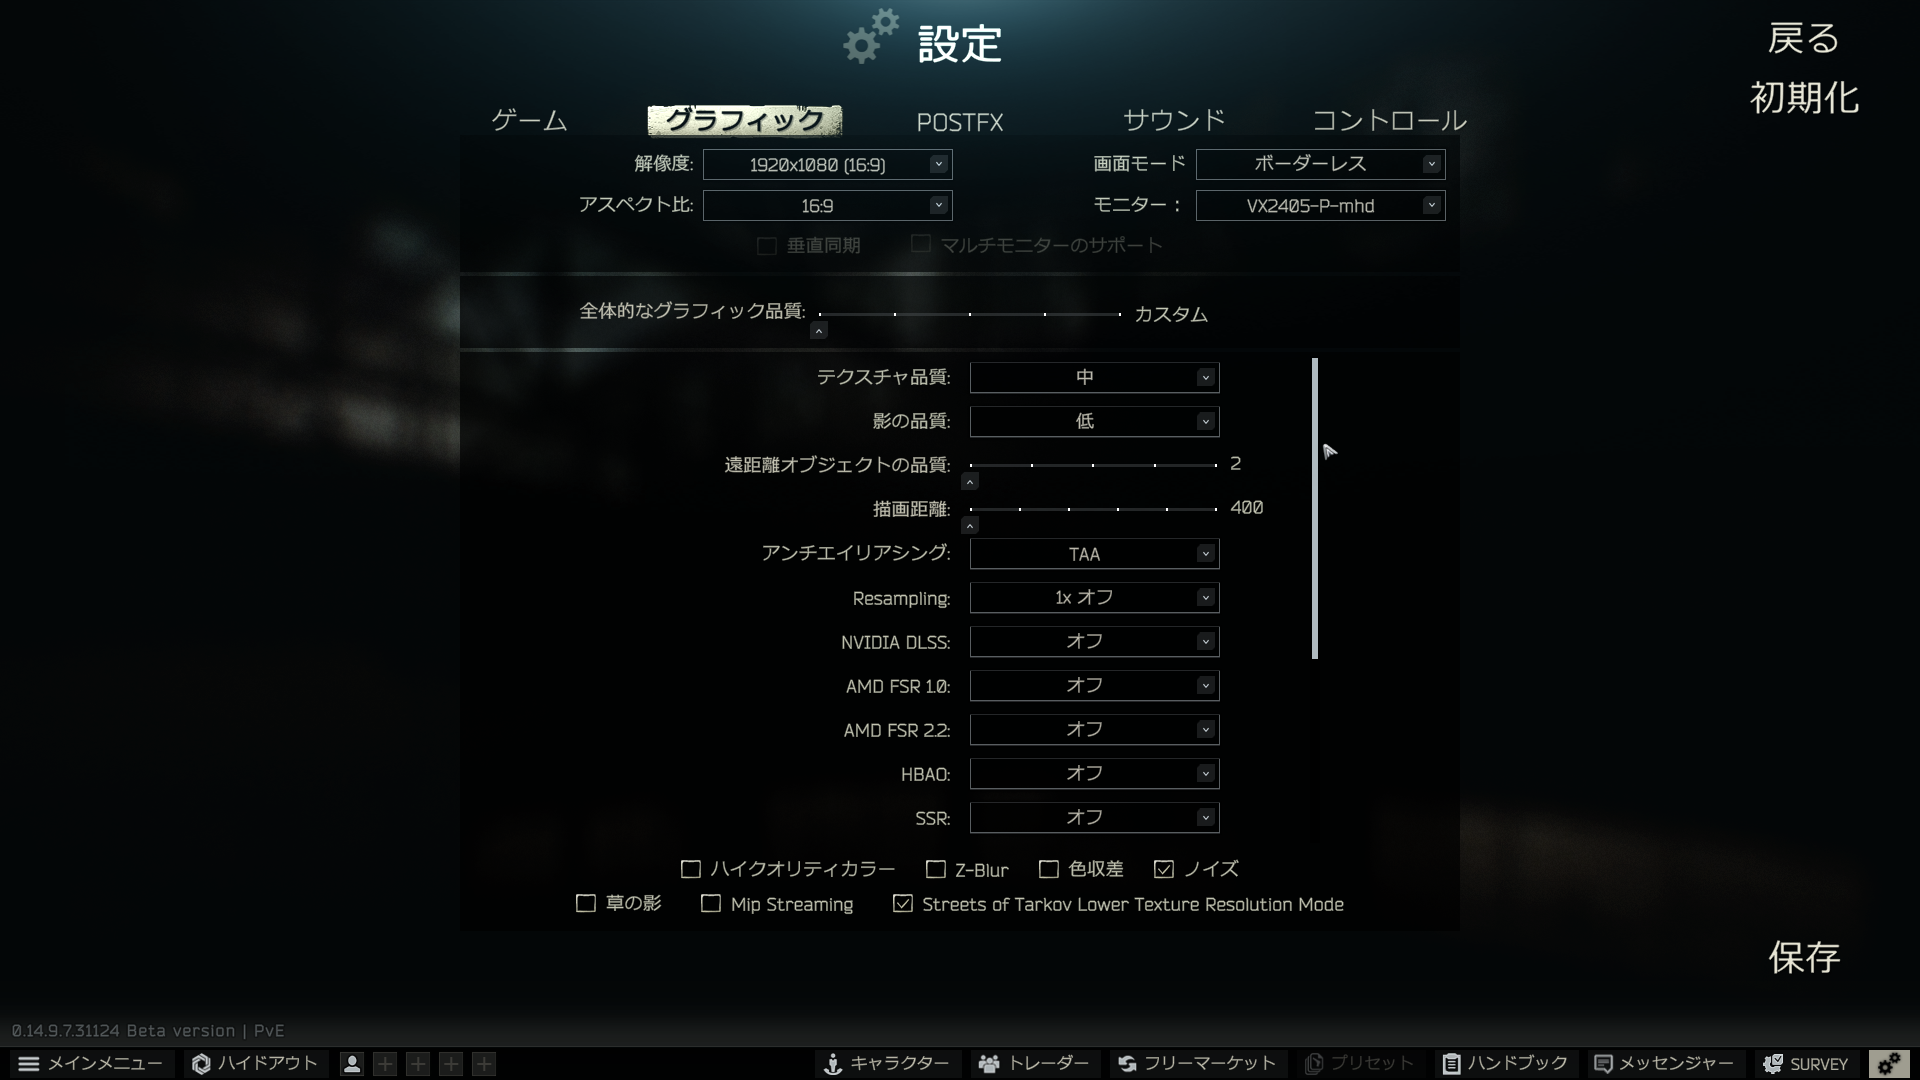 設定
戻る
初期化
ゲーム グラフィック POSTFX サウンド コントロール
解像度: 1920x1080 (16:9) 画面モード ボーダーレス
アスペクト比: 16:9 モニター： VX2405-P-mhd
垂直同期 マルチモニターのサポート
全体的なグラフィック品質: カスタム
テクスチャ品質: 中
影の品質: 低
遠距離オブジェクトの品質: 2
描画距離: 400
アンチエイリアシング: TAA
Resampling: 1x オフ
NVIDIA DLSS: オフ
AMD FSR 1.0: オフ
AMD FSR 2.2: オフ
HBAO: オフ
SSR: オフ
ハイクオリティカラー Z-Blur 色収差 ノイズ
草の影 Mip Streaming Streets of Tarkov Lower Texture Resolution Mode
保存
0.14.9.7.31124 Beta version | PvE
メインメニュー ハイドアウト キャラクター トレーダー フリーマーケット プリセット ハンドブック メッセンジャー SURVEY